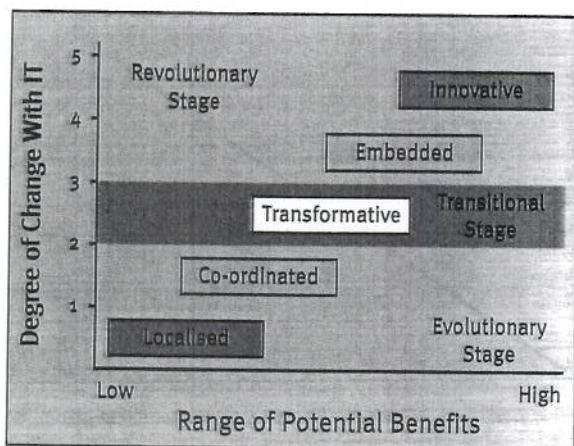 Degree of Change With IT
5
4
3
2
1
Revolutionary
Stage
Innovative
Embedded
Transformative
Transitional
Stage
Co-ordinated
Localised
Evolutionary
Stage
Low
High
Range of Potential Benefits